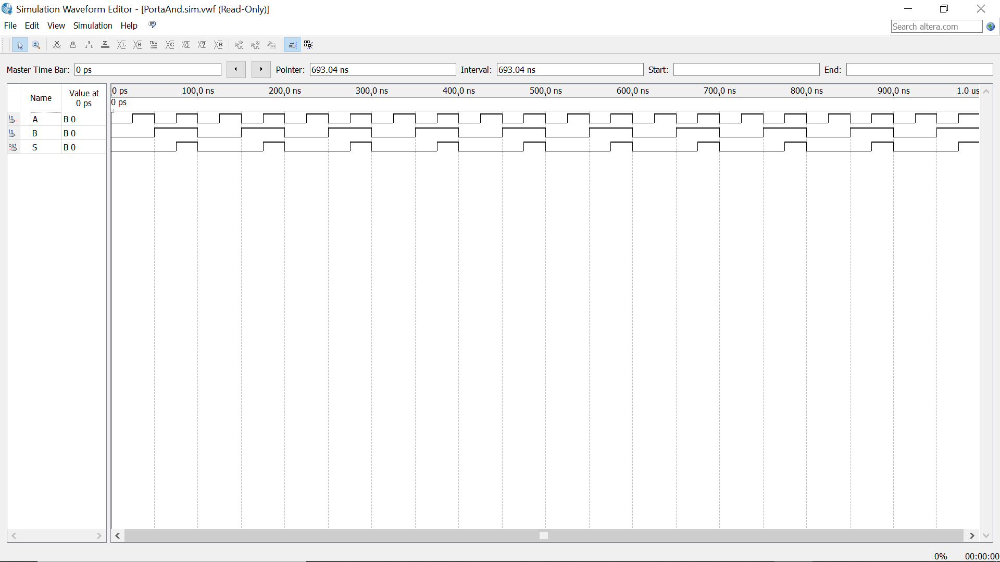 Simulation Waveform Editor - [PortaAnd.sim.vwf (Read-Only)]
File Edit View Simulation Help
Search altera.com
Master Time Bar: 0 ps Pointer: 693.04 ns Interval: 693.04 ns Start: End:
Name Value at 0 ps
0 ps 100.0 ns 200.0 ns 300.0 ns 400.0 ns 500.0 ns 600.0 ns 700.0 ns 800.0 ns 900.0 ns 1.0 us
0 ps
in A B 0
in B B 0
out S B 0
0% 00:00:00